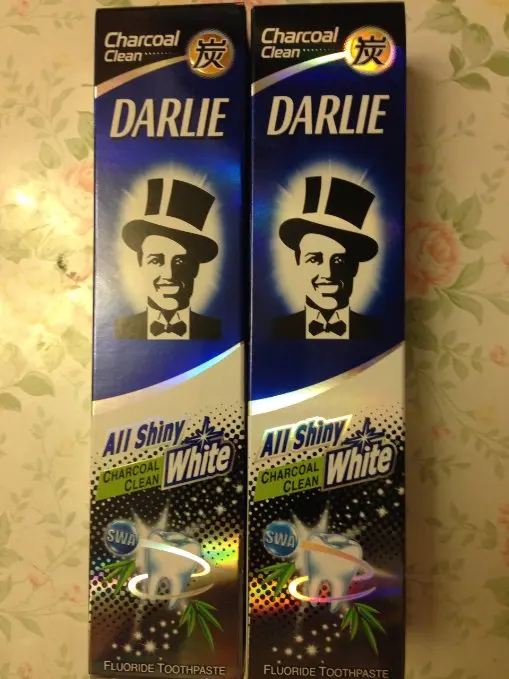 Charcoal
Clean
炭
DARLIE
All Shiny
White
CHARCOAL
CLEAN
SWA
FLUORIDE TOOTHPASTE
Charcoal
Clean
炭
DARLIE
All Shiny
White
CHARCOAL
CLEAN
SWA
FLUORIDE TOOTHPASTE